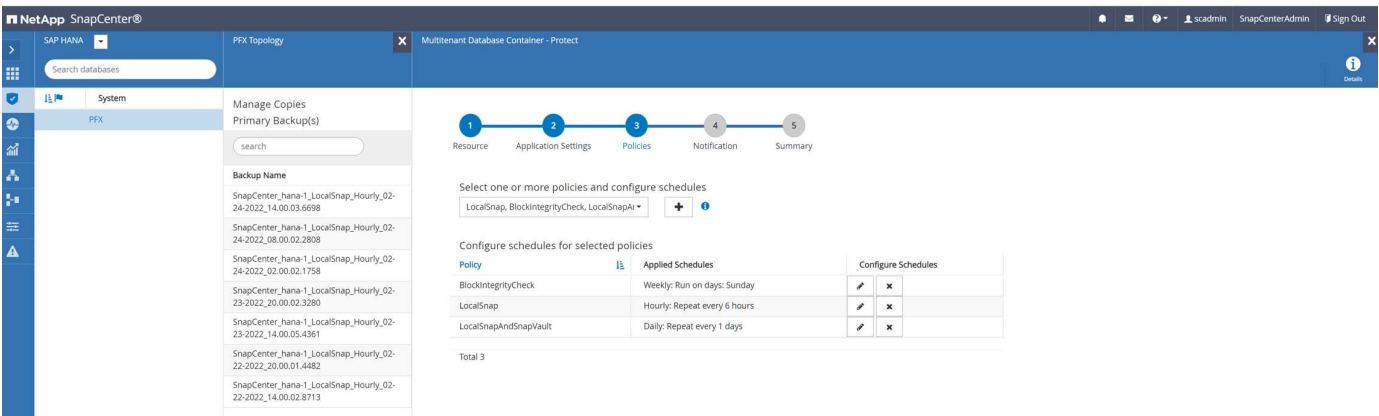 NetApp SnapCenter®
scadmin SnapCenterAdmin Sign Out
SAP HANA
Search databases
System
PFX
PFX Topology
Manage Copies
Primary Backup(s)
search
Backup Name
SnapCenter_hana-1_LocalSnap_Hourly_02-
24-2022_14.00.03.6698
SnapCenter_hana-1_LocalSnap_Hourly_02-
24-2022_08.00.02.2808
SnapCenter_hana-1_LocalSnap_Hourly_02-
24-2022_02.00.02.1758
SnapCenter_hana-1_LocalSnap_Hourly_02-
23-2022_20.00.02.3280
SnapCenter_hana-1_LocalSnap_Hourly_02-
23-2022_14.00.05.4361
SnapCenter_hana-1_LocalSnap_Hourly_02-
22-2022_20.00.01.4482
SnapCenter_hana-1_LocalSnap_Hourly_02-
22-2022_14.00.02.8713
Multitenant Database Container - Protect
Details
1 2 3 4 5
Resource Application Settings Policies Notification Summary
Select one or more policies and configure schedules
LocalSnap, BlockIntegrityCheck, LocalSnapAr
Configure schedules for selected policies
Policy Applied Schedules Configure Schedules
BlockIntegrityCheck Weekly: Run on days: Sunday
LocalSnap Hourly: Repeat every 6 hours
LocalSnapAndSnapVault Daily: Repeat every 1 days
Total 3